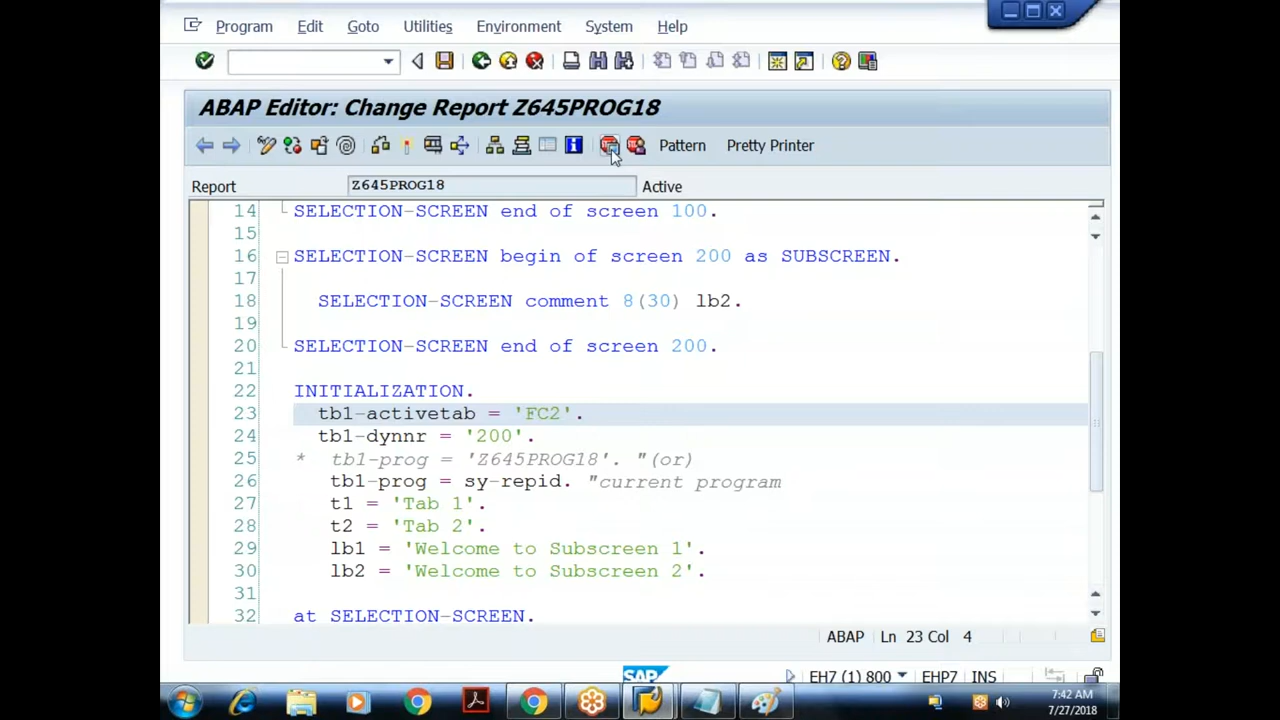 Program Edit Goto Utilities Environment System Help
ABAP Editor: Change Report Z645PROG18
Pattern Pretty Printer
Report Z645PROG18 Active
14 SELECTION-SCREEN end of screen 100.
15
16 SELECTION-SCREEN begin of screen 200 as SUBSCREEN.
17
18 SELECTION-SCREEN comment 8(30) lb2.
19
20 SELECTION-SCREEN end of screen 200.
21
22 INITIALIZATION.
23 tb1-activetab = 'FC2'.
24 tb1-dynnr = '200'.
25 * tb1-prog = 'Z645PROG18'. "(or)
26 tb1-prog = sy-repid. "current program
27 t1 = 'Tab 1'.
28 t2 = 'Tab 2'.
29 lb1 = 'Welcome to Subscreen 1'.
30 lb2 = 'Welcome to Subscreen 2'.
31
32 at SELECTION-SCREEN.
ABAP Ln 23 Col 4
SAP EH7 (1) 800 EHP7 INS
7:42 AM
7/27/2018